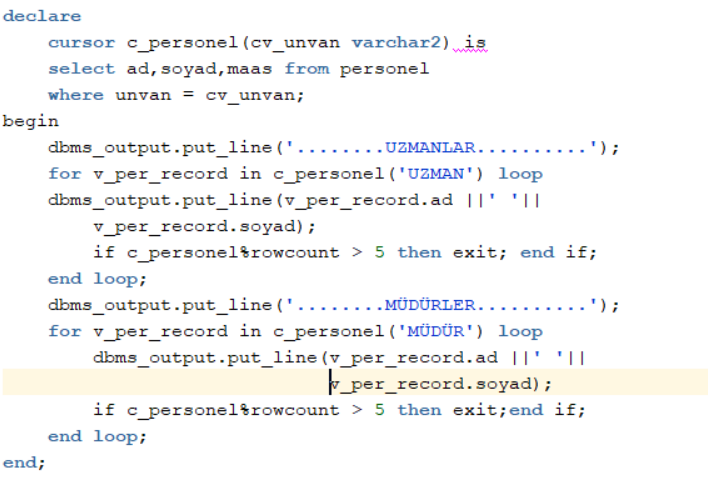 declare
cursor c_personel(cv_unvan varchar2) is
select ad,soyad,maas from personel
where unvan = cv_unvan;
begin
dbms_output.put_line('........UZMANLAR..........');
for v_per_record in c_personel('UZMAN') loop
dbms_output.put_line(v_per_record.ad ||' '||
v_per_record.soyad);
if c_personel%rowcount > 5 then exit; end if;
end loop;
dbms_output.put_line('........MÜDÜRLER..........');
for v_per_record in c_personel('MÜDÜR') loop
dbms_output.put_line(v_per_record.ad ||' '||
v_per_record.soyad);
if c_personel%rowcount > 5 then exit;end if;
end loop;
end;